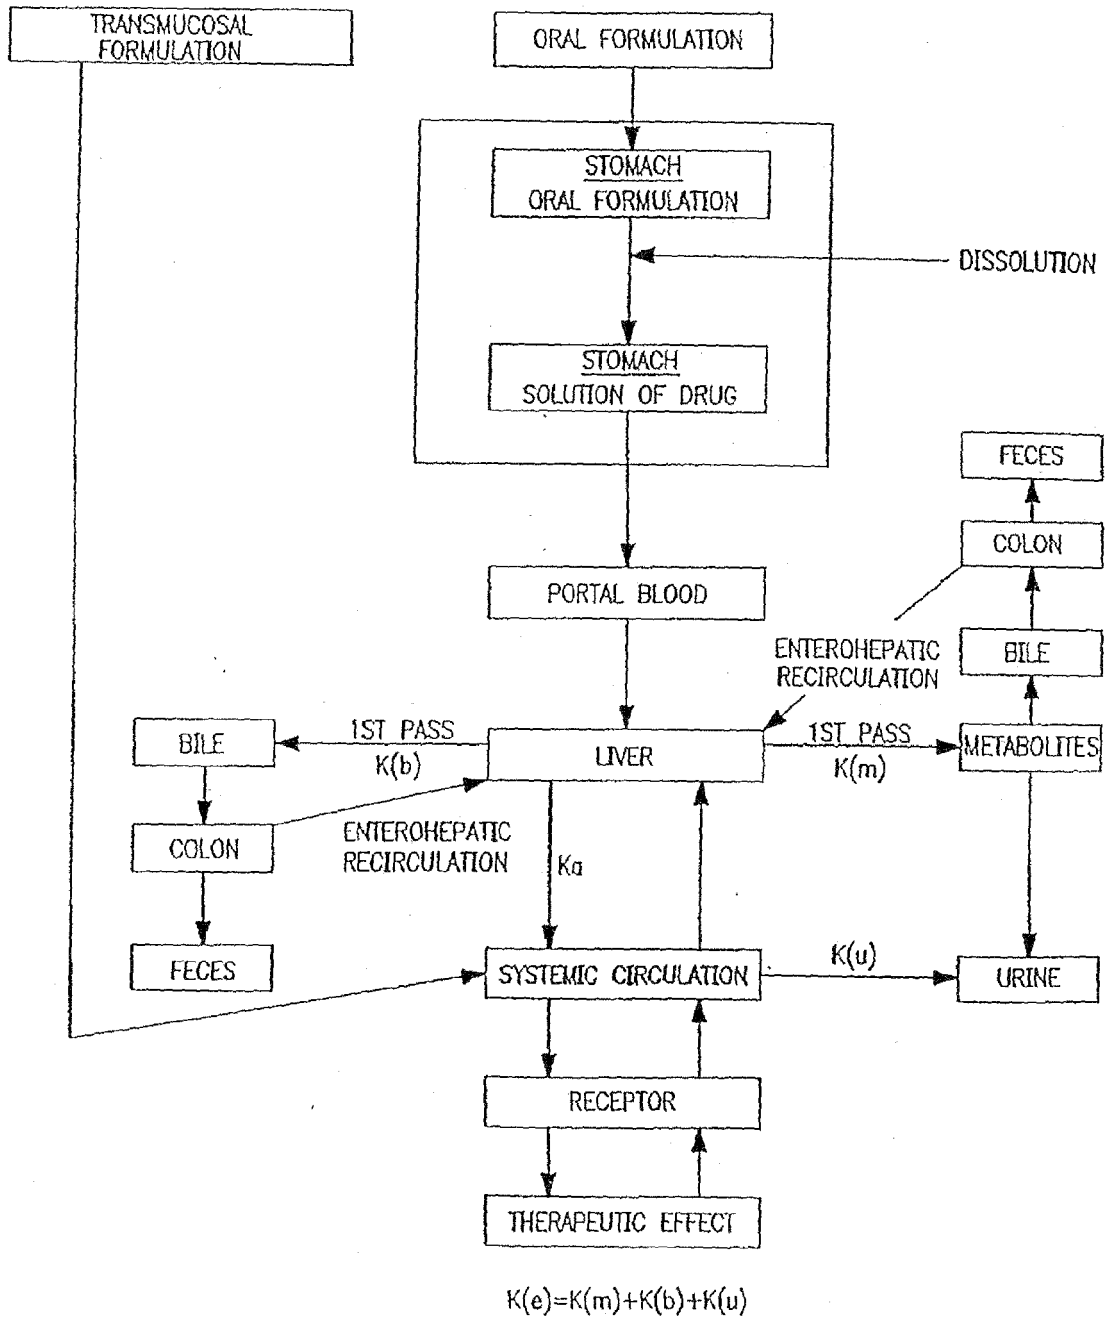 TRANSMUCOSAL
FORMULATION
ORAL FORMULATION
STOMACH
ORAL FORMULATION
DISSOLUTION
STOMACH
SOLUTION OF DRUG
FECES
COLON
PORTAL BLOOD
ENTEROHEPATIC
RECIRCULATION
BILE
BILE
1ST PASS
K(b)
LIVER
1ST PASS
K(m)
METABOLITES
COLON
ENTEROHEPATIC
RECIRCULATION
Ka
FECES
SYSTEMIC CIRCULATION
K(u)
URINE
RECEPTOR
THERAPEUTIC EFFECT
K(e)=K(m)+K(b)+K(u)